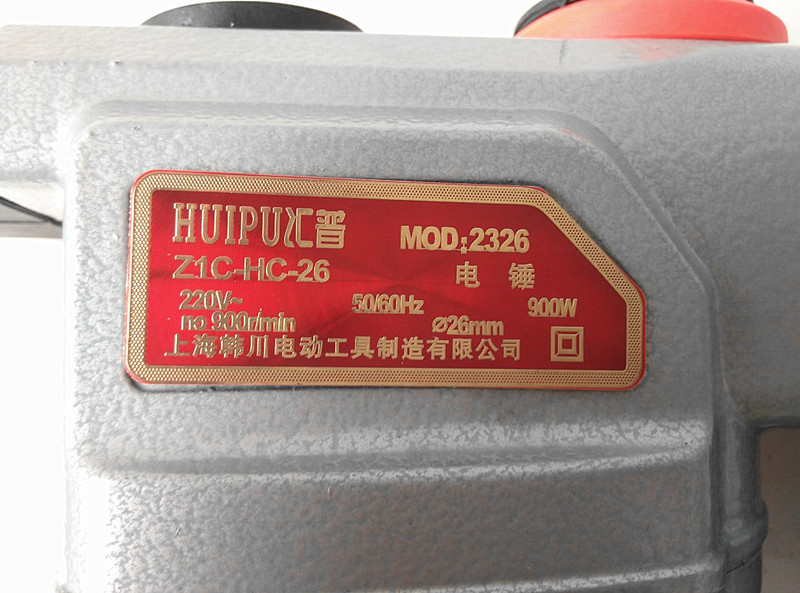 HUIPU汇普 MOD:2326
Z1C-HC-26 电锤
220V~ 50/60Hz 900W
no 900r/min ⌀26mm
上海韩川电动工具制造有限公司